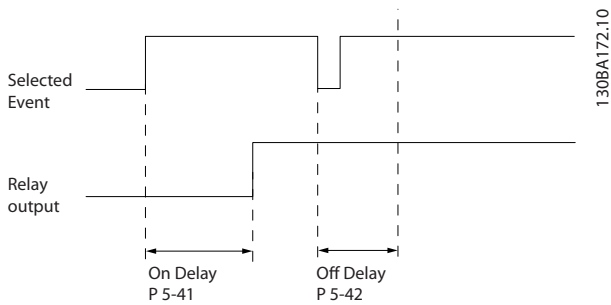 130BA172.10
Selected
Event
Relay
output
On Delay
P 5-41
Off Delay
P 5-42